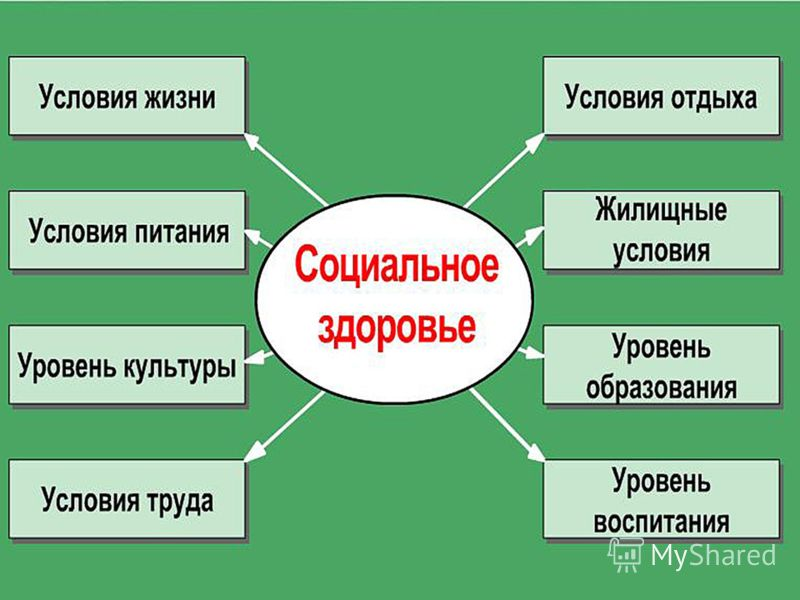 Условия жизни
Условия отдыха
Условия питания
Жилищные
условия
Социальное
здоровье
Уровень культуры
Уровень
образования
Условия труда
Уровень
воспитания
MyShared